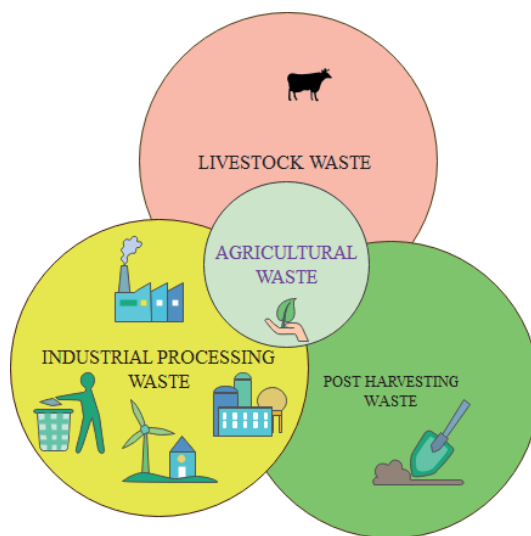 LIVESTOCK WASTE
AGRICULTURAL
WASTE
INDUSTRIAL PROCESSING
WASTE
POST HARVESTING
WASTE